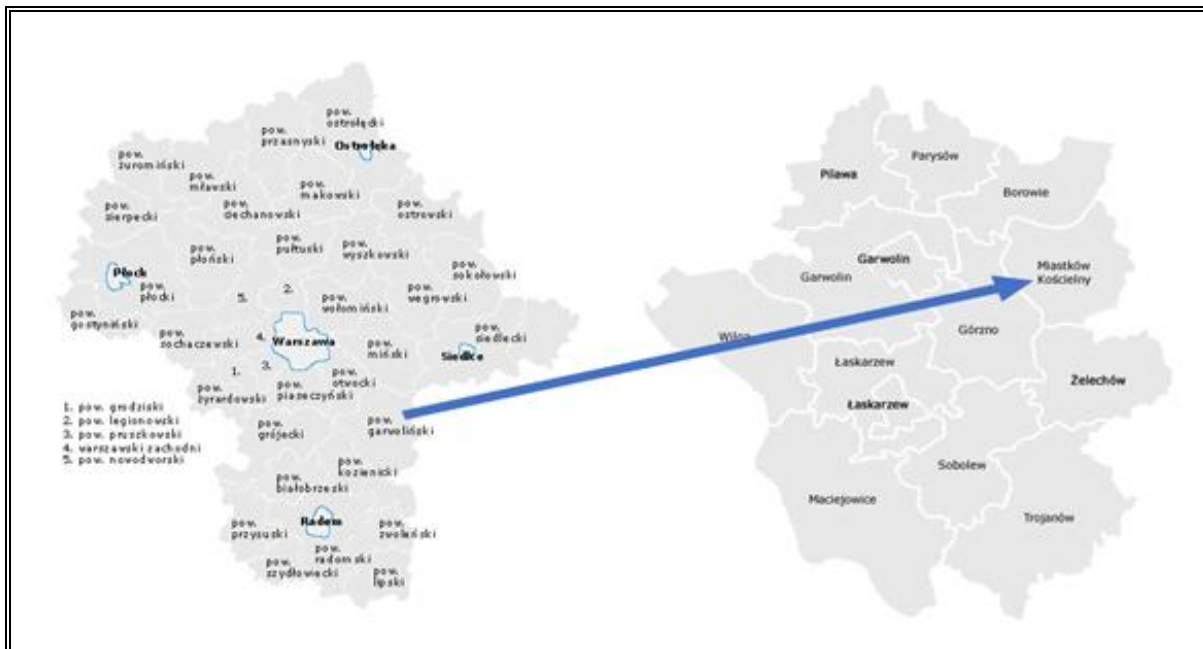 pow.
ostrołęcki
pow.
przasnyski
Ostrołęka
pow.
żuromiński
pow.
mławski
pow.
makowski
pow.
sierpecki
pow.
ciechanowski
pow.
ostrowski
pow.
płoński
pow.
pułtuski
pow.
wyszkowski
pow.
sokołowski
Płock
pow.
płocki
5.
2.
pow.
wołomiński
pow.
węgrowski
pow.
gostyniński
pow.
sochaczewski
4.
Warszawa
pow.
miński
pow.
siedlecki
Siedlce
1.
3.
pow.
żyrardowski
pow.
piaseczyński
pow.
otwocki
1. pow. grodziski
2. pow. legionowski
3. pow. pruszkowski
4. warszawski zachodni
5. pow. nowodworski
pow.
grójecki
pow.
garwoliński
pow.
kozienicki
pow.
białobrzeski
Radom
pow.
przysuski
pow.
zwoleński
pow.
radomski
pow.
szydłowiecki
pow.
lipski
Parysów
Pilawa
Borowie
Garwolin
Garwolin
Miastków
Kościelny
Wilga
Górzno
Łaskarzew
Żelechów
Łaskarzew
Sobolew
Maciejowice
Trojanów